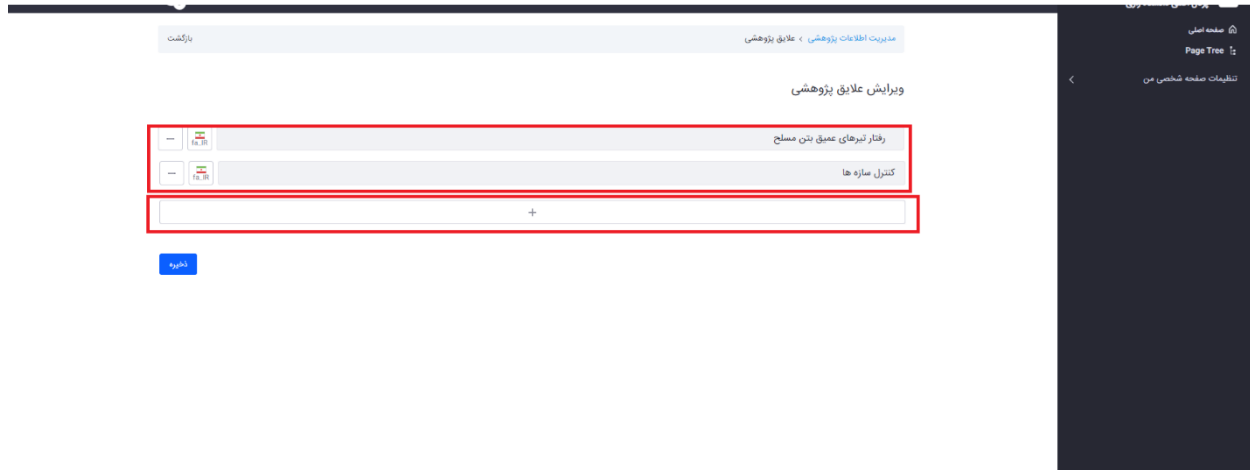 صفحه اصلی
Page Tree
تنظیمات صفحه شخصی من
مدیریت اطلاعات پژوهشی > علایق پژوهشی
بازگشت
ویرایش علایق پژوهشی
رفتار تیرهای عمیق بتن مسلح
fa_IR
کنترل سازه ها
fa_IR
+
ذخیره